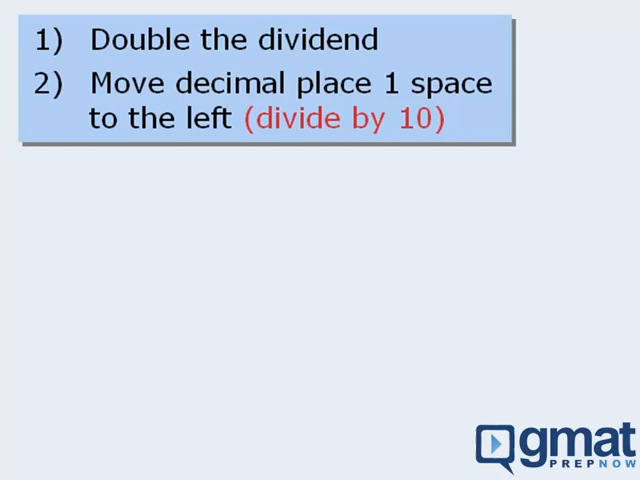 1) Double the dividend
2) Move decimal place 1 space
to the left (divide by 10)
gmat
PREPNOW